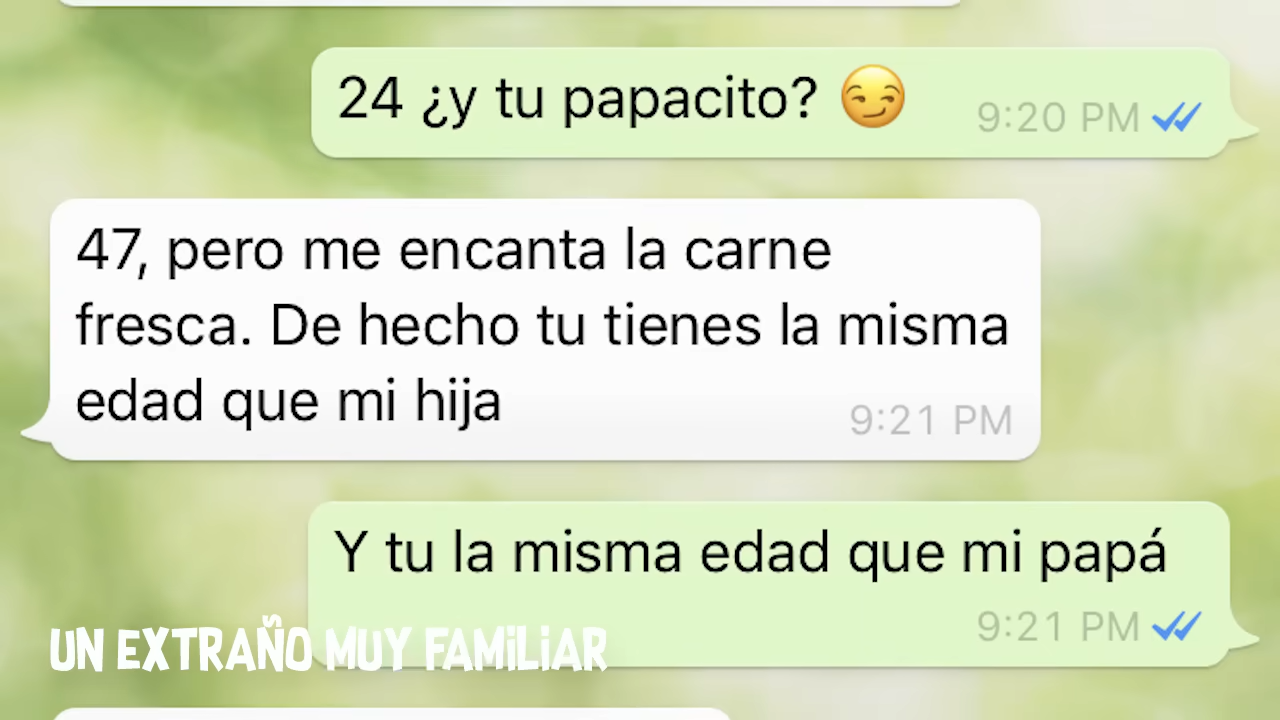 24 ¿y tu papacito? 😏
9:20 PM
47, pero me encanta la carne
fresca. De hecho tu tienes la misma
edad que mi hija
9:21 PM
Y tu la misma edad que mi papá
9:21 PM
UN EXTRAÑO MUY FAMILIAR